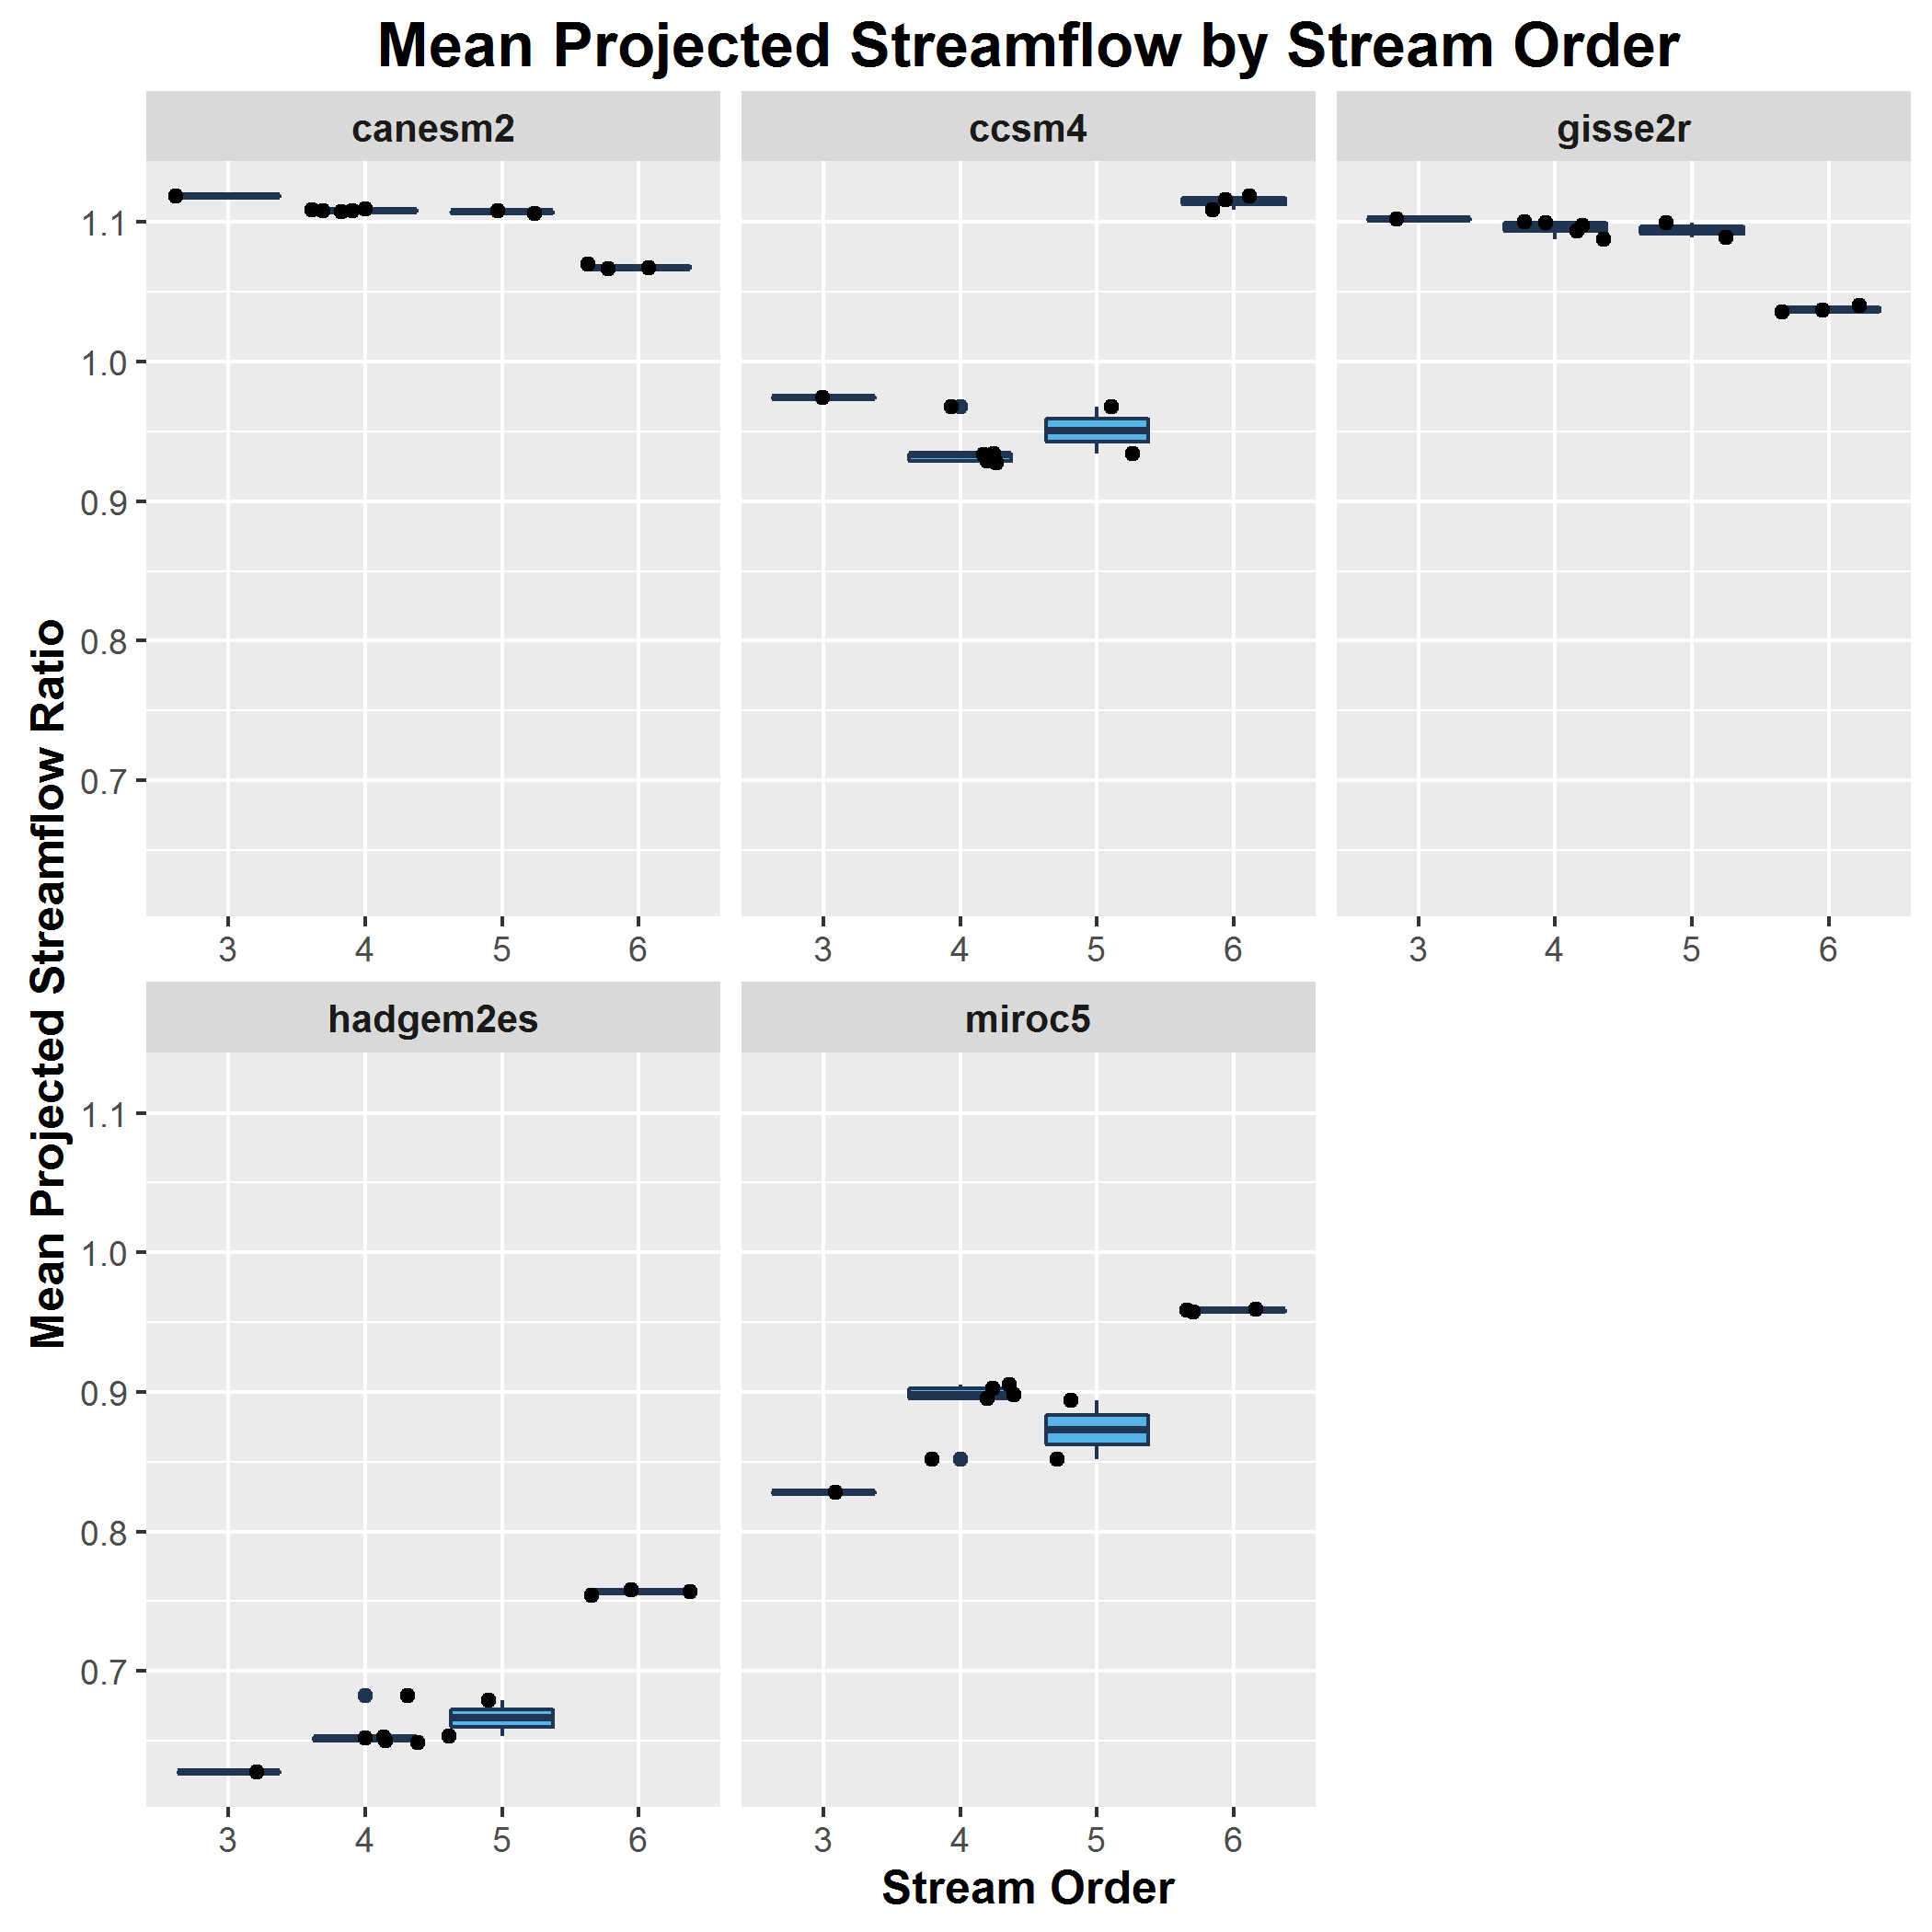 Mean Projected Streamflow by Stream Order
canesm2
ccsm4
gisse2r
1.1
1.0
0.9
0.8
0.7
3 4 5 6
3 4 5 6
3 4 5 6
Mean Projected Streamflow Ratio
hadgem2es
miroc5
1.1
1.0
0.9
0.8
0.7
3 4 5 6
3 4 5 6
Stream Order